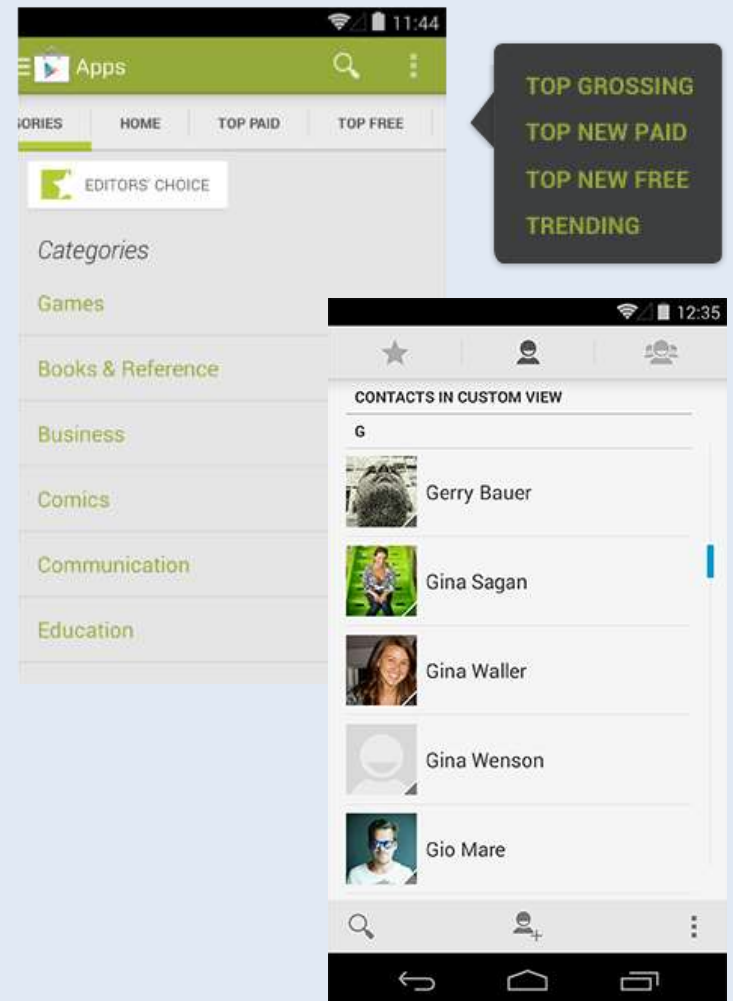 11:44
Apps
GORIES HOME TOP PAID TOP FREE
EDITORS' CHOICE
Categories
Games
Books & Reference
Business
Comics
Communication
Education
TOP GROSSING
TOP NEW PAID
TOP NEW FREE
TRENDING
12:35
CONTACTS IN CUSTOM VIEW
G
Gerry Bauer
Gina Sagan
Gina Waller
Gina Wenson
Gio Mare